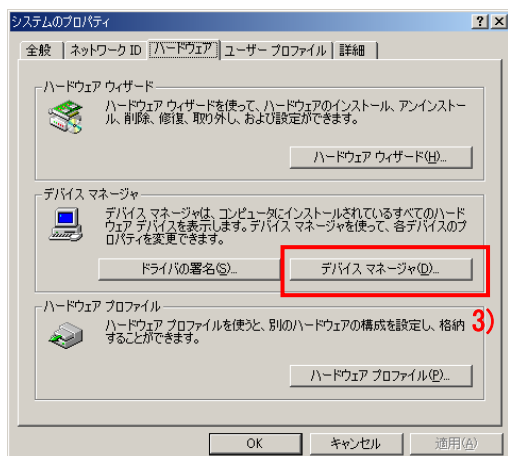 システムのプロパティ
全般 ネットワーク ID ハードウェア ユーザー プロファイル 詳細
ハードウェア ウィザード
ハードウェア ウィザードを使って、ハードウェアのインストール、アンインストー
ル、削除、修復、取り外し、および設定ができます。
ハードウェア ウィザード(H)...
デバイス マネージャ
デバイス マネージャは、コンピュータにインストールされているすべてのハード
ウェア デバイスを表示します。デバイス マネージャを使って、各デバイスのプ
ロパティを変更できます。
ドライバの署名(S)...
デバイス マネージャ(D)...
ハードウェア プロファイル
ハードウェア プロファイルを使うと、別のハードウェアの構成を設定し、格納
することができます。
3)
ハードウェア プロファイル(P)...
OK キャンセル 適用(A)